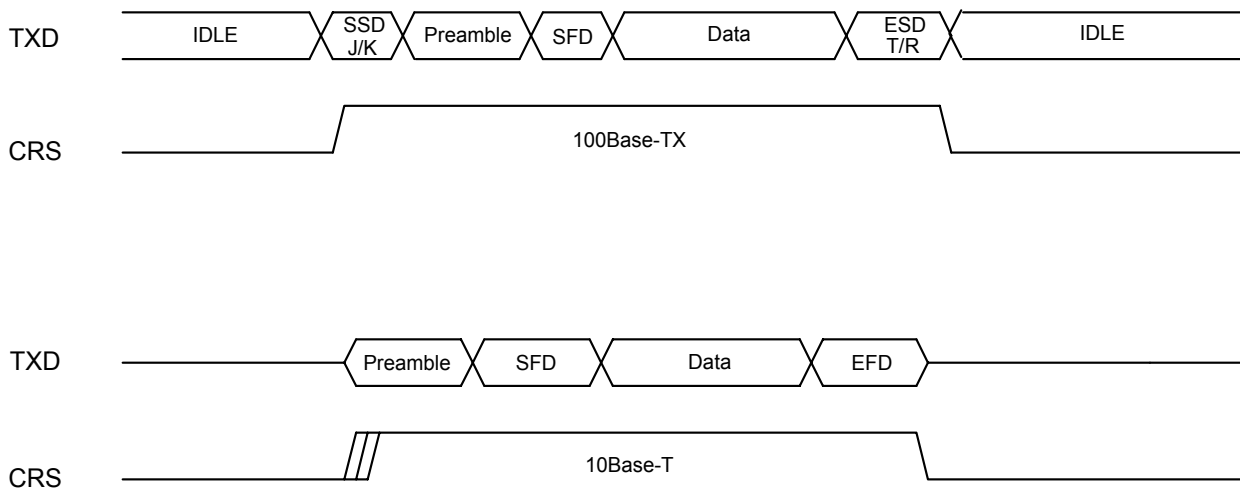 TXD IDLE SSD J/K Preamble SFD Data ESD T/R IDLE
CRS 100Base-TX
TXD Preamble SFD Data EFD
CRS 10Base-T